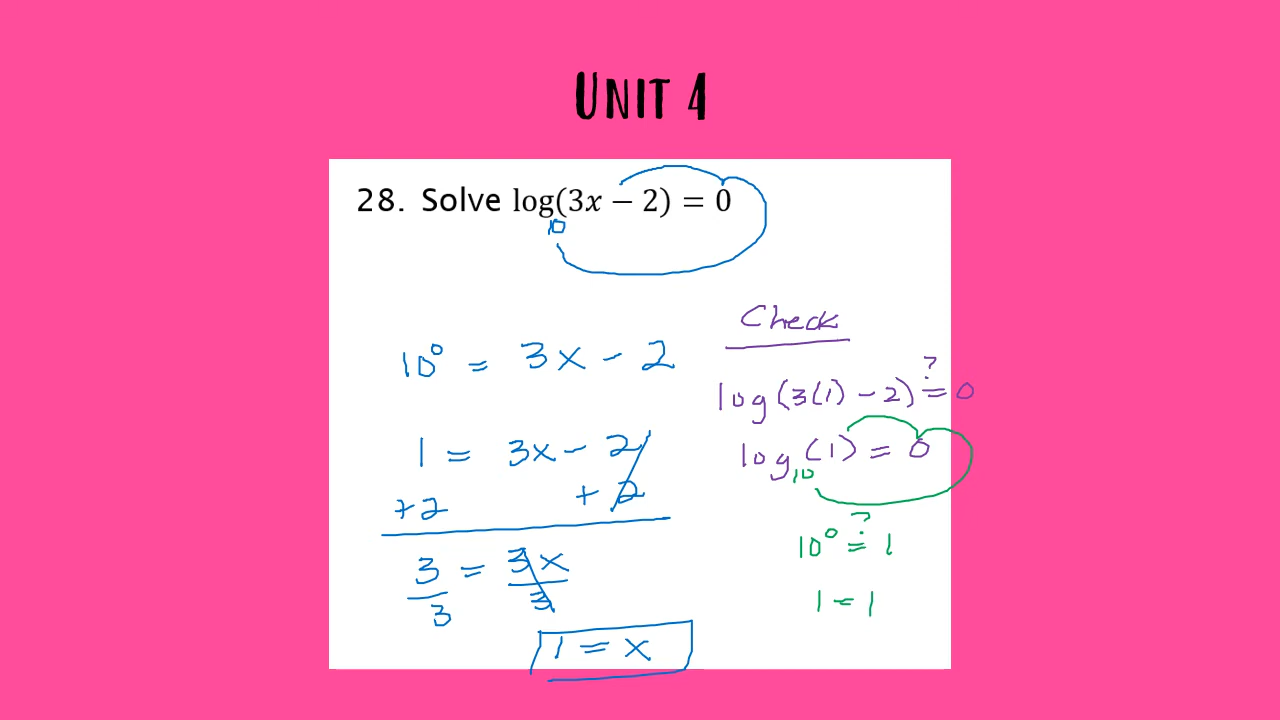 UNIT 4
28. Solve log(3x − 2) = 0
10
10⁰ = 3x − 2
1 = 3x − 2
+2 + 2
3 = 3x
3 3
1 = x
Check
log(3(1) − 2) ≟ 0
log₁₀(1) = 0
10⁰ ≟ 1
1 = 1